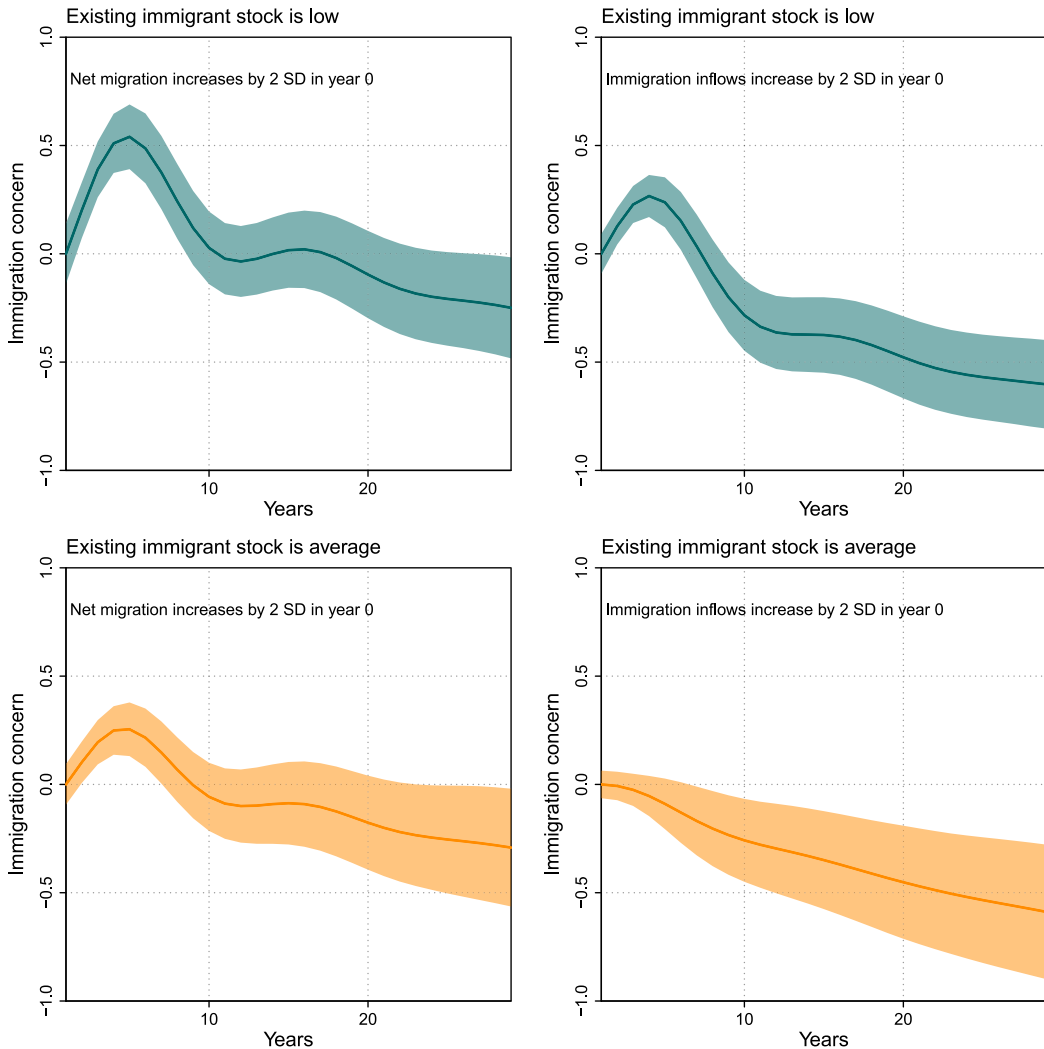 Existing immigrant stock is low
Net migration increases by 2 SD in year 0
Immigration concern
1.0
0.5
0.0
−0.5
−1.0
10
20
Years
Existing immigrant stock is low
Immigration inflows increase by 2 SD in year 0
Immigration concern
1.0
0.5
0.0
−0.5
−1.0
10
20
Years
Existing immigrant stock is average
Net migration increases by 2 SD in year 0
Immigration concern
1.0
0.5
0.0
−0.5
−1.0
10
20
Years
Existing immigrant stock is average
Immigration inflows increase by 2 SD in year 0
Immigration concern
1.0
0.5
0.0
−0.5
−1.0
10
20
Years